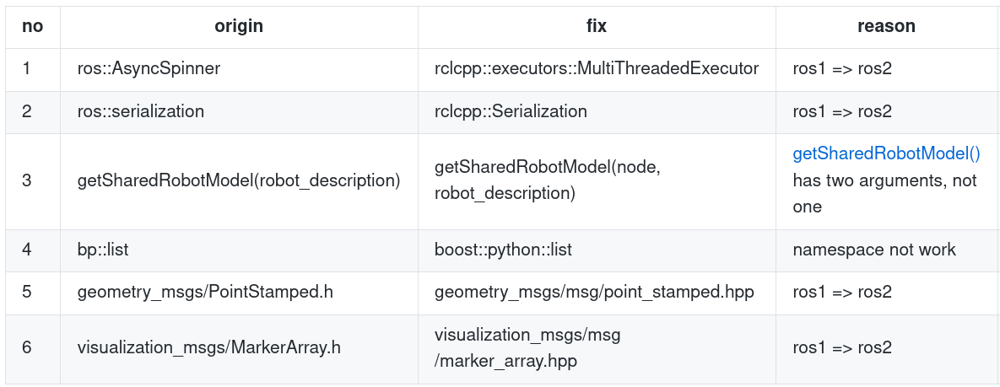 no origin fix reason
1 ros::AsyncSpinner rclcpp::executors::MultiThreadedExecutor ros1 => ros2
2 ros::serialization rclcpp::Serialization ros1 => ros2
3 getSharedRobotModel(robot_description) getSharedRobotModel(node,
robot_description) getSharedRobotModel()
has two arguments, not
one
4 bp::list boost::python::list namespace not work
5 geometry_msgs/PointStamped.h geometry_msgs/msg/point_stamped.hpp ros1 => ros2
6 visualization_msgs/MarkerArray.h visualization_msgs/msg
/marker_array.hpp ros1 => ros2